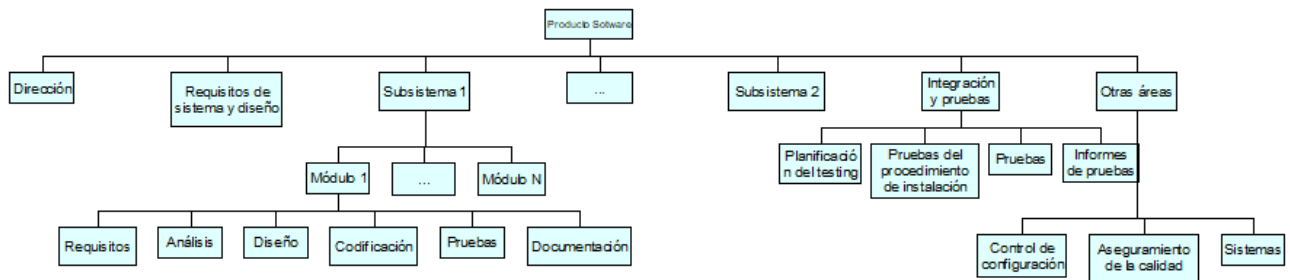 Producto Sotware
Dirección
Requisitos de
sistema y diseño
Subsistema 1
...
Subsistema 2
Integración
y pruebas
Otras áreas
Módulo 1
...
Módulo N
Planificació
n del testing
Pruebas del
procedimiento
de instalación
Pruebas
Informes
de pruebas
Requisitos
Análisis
Diseño
Codificación
Pruebas
Documentación
Control de
configuración
Aseguramiento
de la calidad
Sistemas